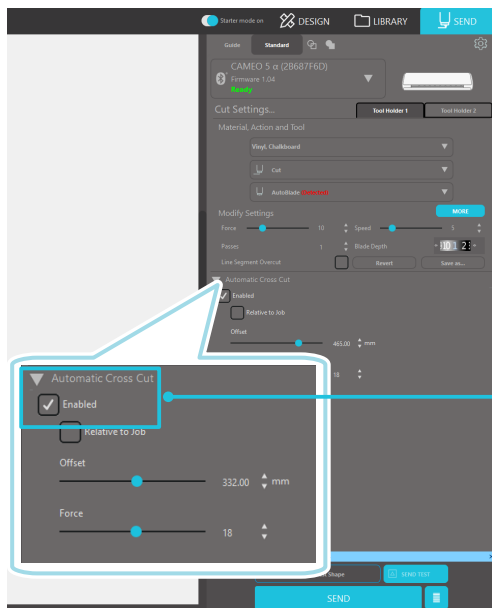 Starter mode on
DESIGN
LIBRARY
SEND
Guide
Standard
CAMEO 5 α (2B687F6D)
Firmware 1.04
Ready
Cut Settings...
Tool Holder 1
Tool Holder 2
Material, Action and Tool
Vinyl, Chalkboard
Cut
AutoBlade (Detected)
Modify Settings
MORE
Force
10
Speed
5
Passes
1
Blade Depth
1
2
Line Segment Overcut
Revert
Save as...
Automatic Cross Cut
Enabled
Relative to Job
Offset
465.00 mm
18
Automatic Cross Cut
Enabled
Relative to Job
Offset
332.00 mm
Force
18
Shape
SEND TEST
SEND